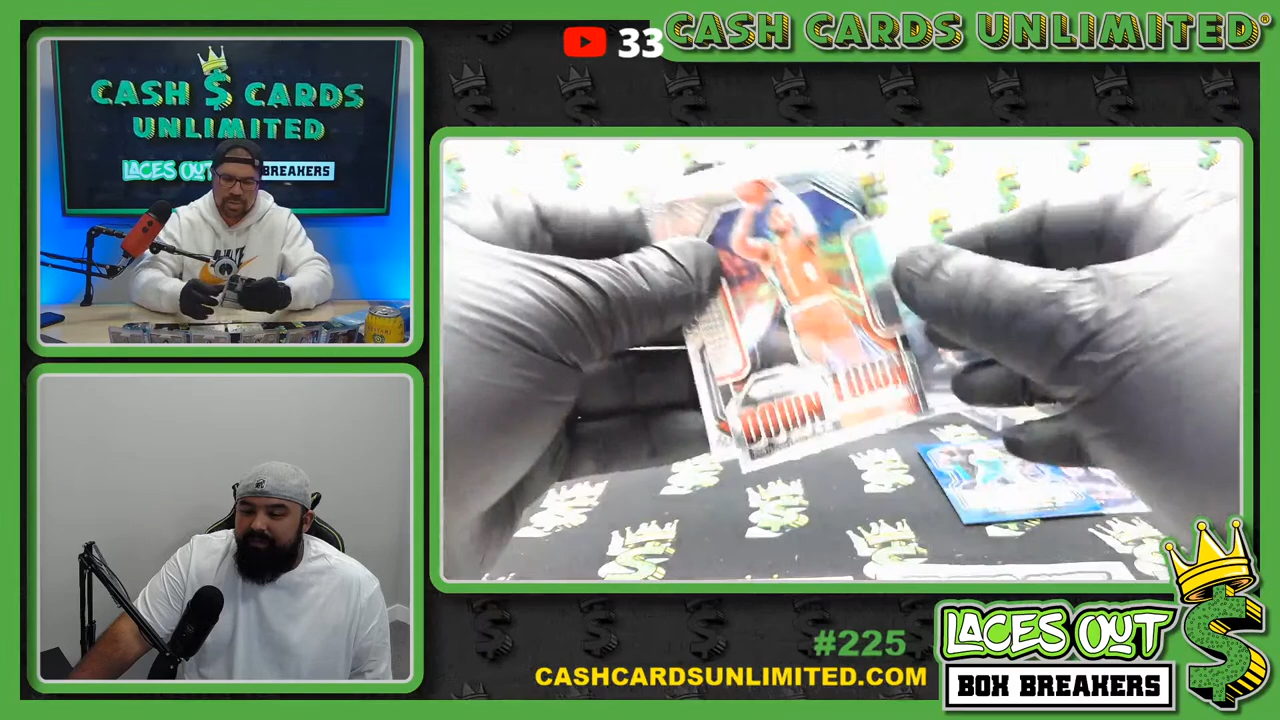 33
CASH CARDS UNLIMITED®
CASH $ CARDS
UNLIMITED
LACES OUT BREAKERS
DOWN TOWN
#225
CASHCARDSUNLIMITED.COM
LACES OUT
BOX BREAKERS